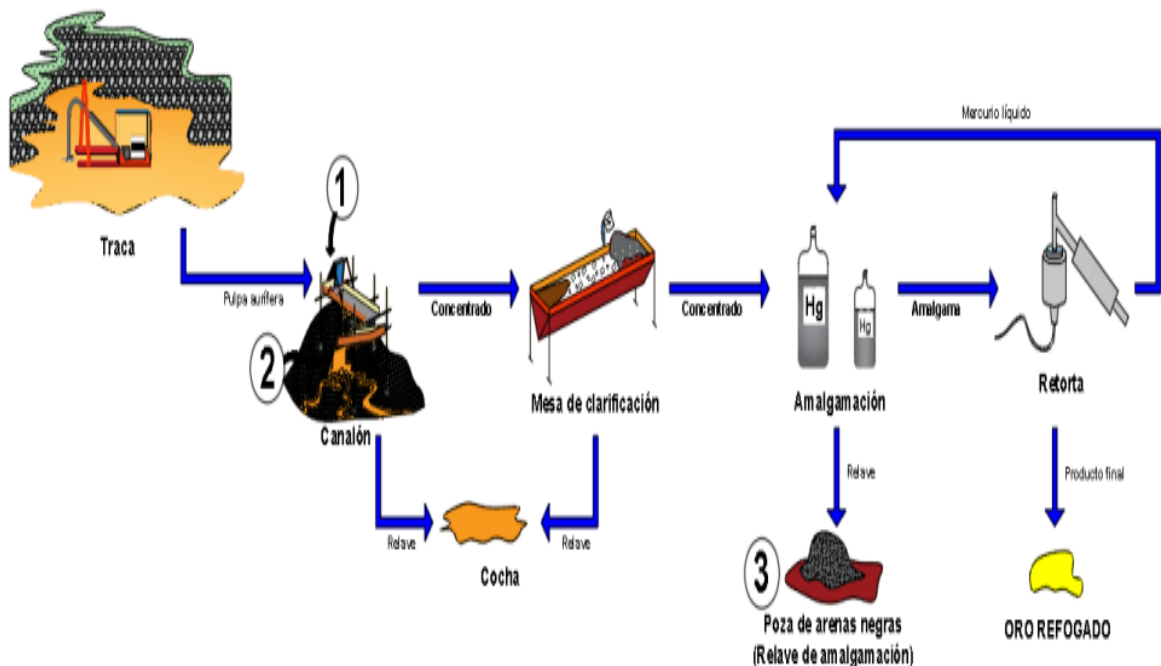 Mercurio líquido
1
Traca
Pulpa aurífera
Concentrado
Concentrado
Hg
Hg
Amalgama
2
Canalón
Mesa de clarificación
Amalgamación
Retorta
Relave
Producto final
Relave
Relave
Cocha
3
Poza de arenas negras
(Relave de amalgamación)
ORO REFOGADO